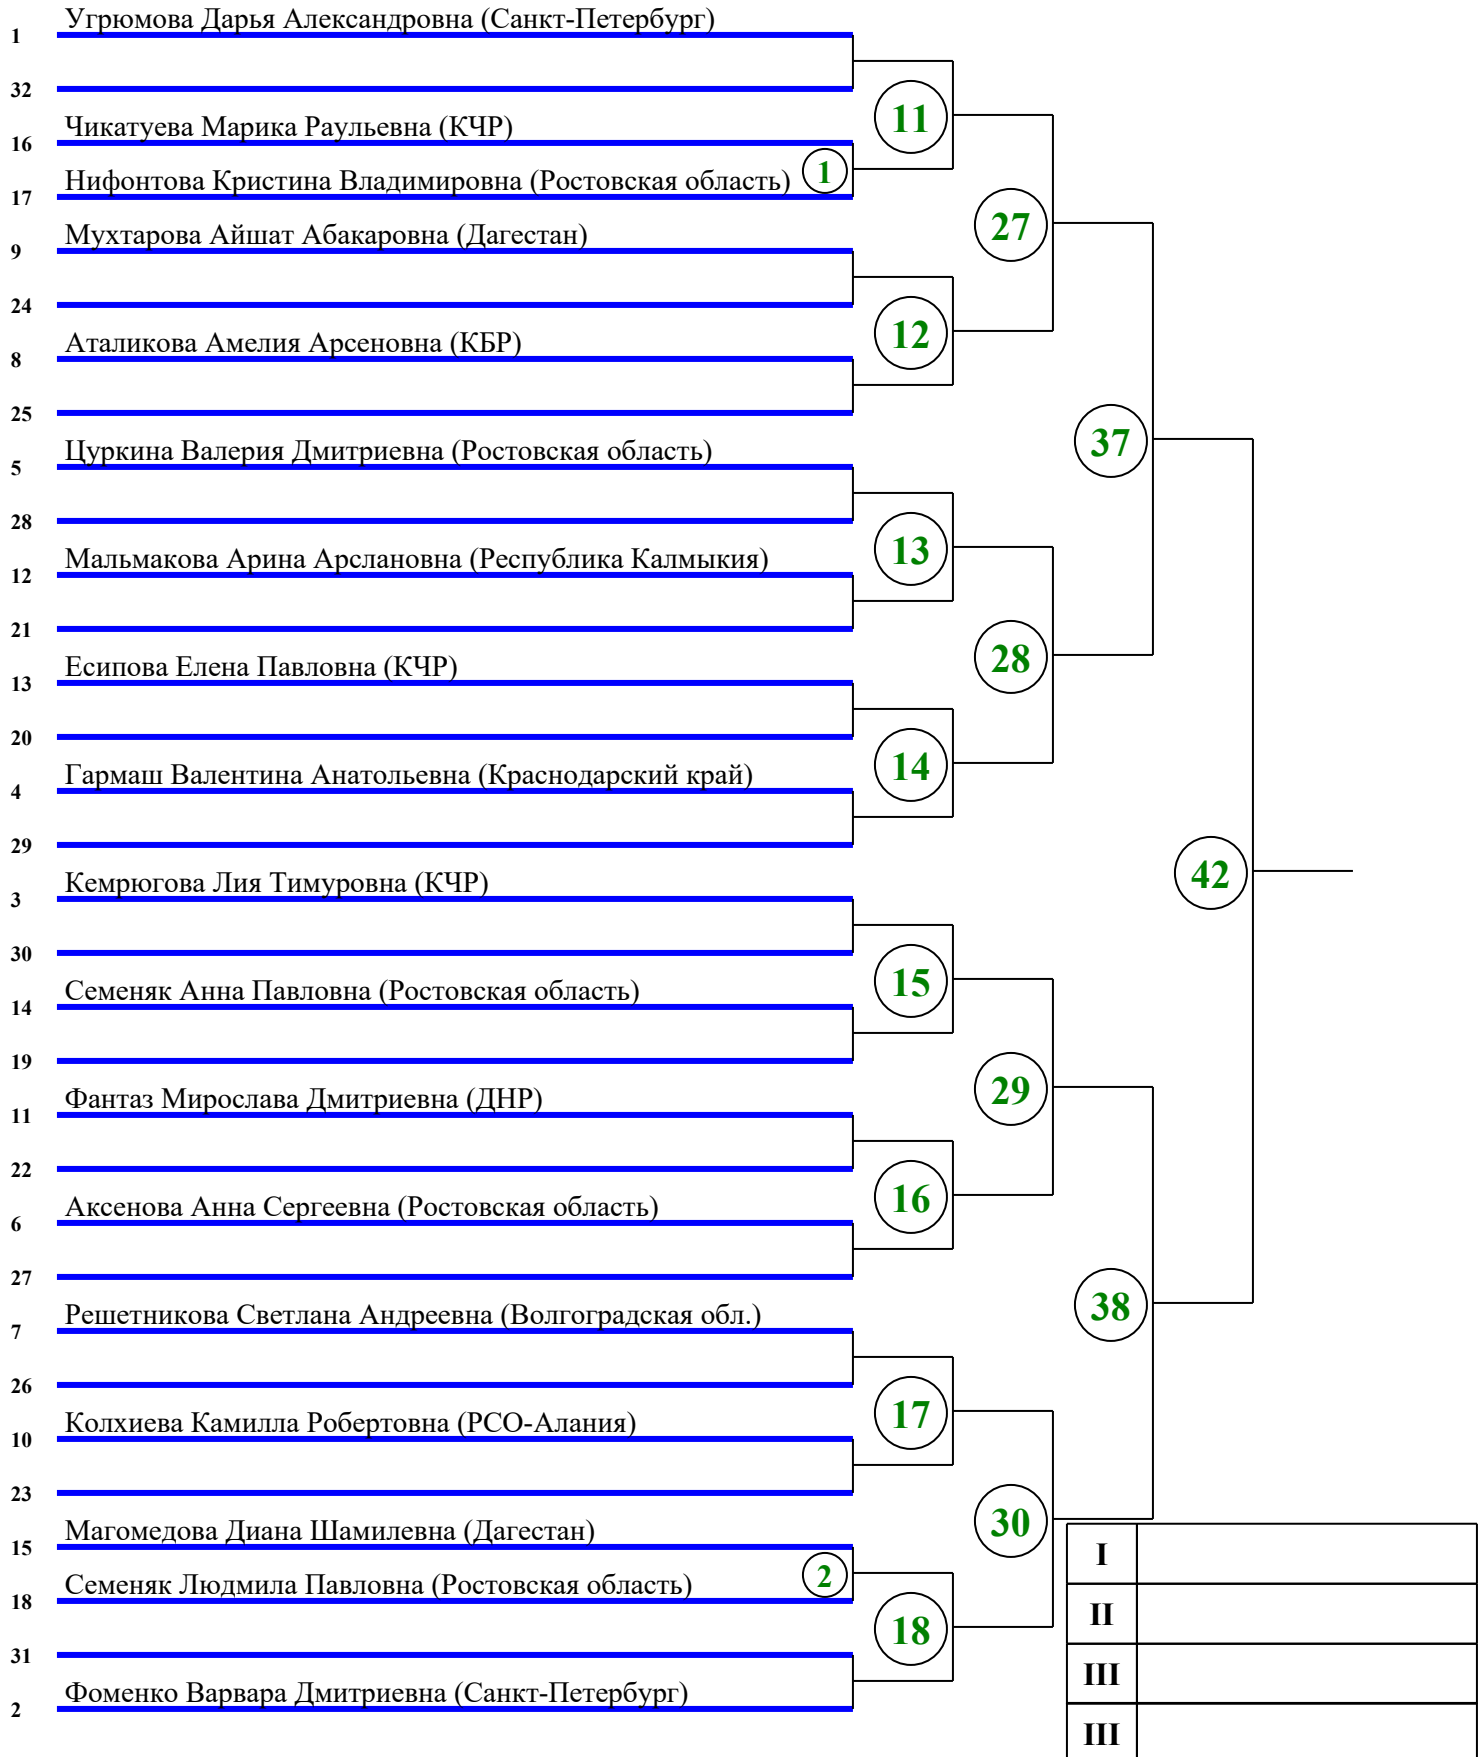 1 Угрюмова Дарья Александровна (Санкт-Петербург)
32
11
16 Чикатуева Марика Раульевна (КЧР)
1
17 Нифонтова Кристина Владимировна (Ростовская область)
27
9 Мухтарова Айшат Абакаровна (Дагестан)
24
12
8 Аталикова Амелия Арсеновна (КБР)
25
37
5 Цуркина Валерия Дмитриевна (Ростовская область)
28
13
12 Мальмакова Арина Арслановна (Республика Калмыкия)
21
28
13 Есипова Елена Павловна (КЧР)
20
14
4 Гармаш Валентина Анатольевна (Краснодарский край)
29
42
3 Кемрюгова Лия Тимуровна (КЧР)
30
15
14 Семеняк Анна Павловна (Ростовская область)
19
29
11 Фантаз Мирослава Дмитриевна (ДНР)
22
16
6 Аксенова Анна Сергеевна (Ростовская область)
27
38
7 Решетникова Светлана Андреевна (Волгоградская обл.)
26
17
10 Колхиева Камилла Робертовна (РСО-Алания)
23
30
15 Магомедова Диана Шамилевна (Дагестан)
2
18 Семеняк Людмила Павловна (Ростовская область)
18
31
2 Фоменко Варвара Дмитриевна (Санкт-Петербург)
I
II
III
III